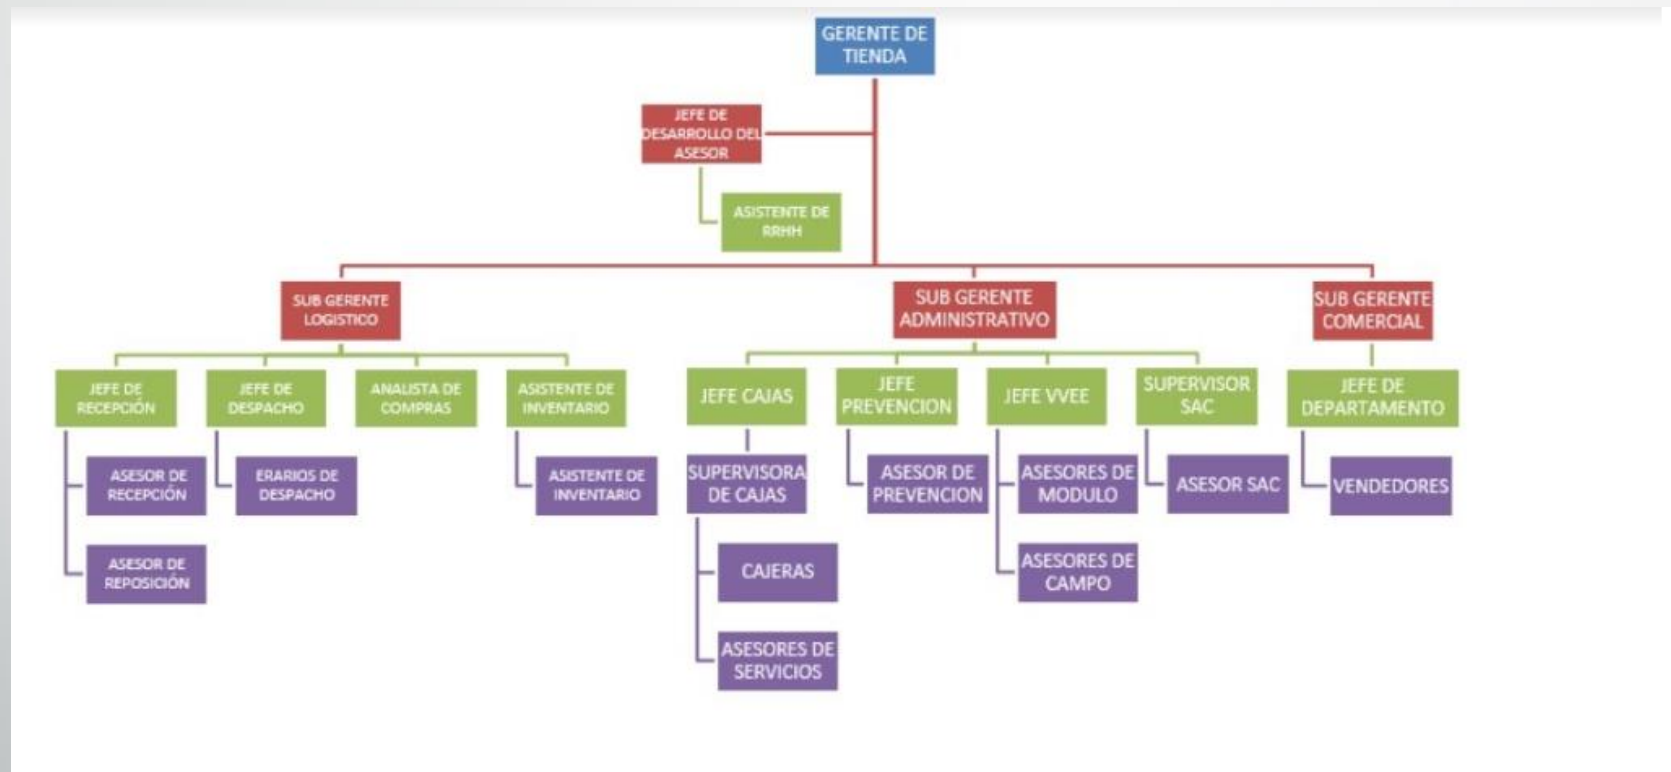 GERENTE DE
TIENDA
JEFE DE
DESARROLLO DEL
ASESOR
ASISTENTE DE
RRHH
SUB GERENTE
LOGISTICO
SUB GERENTE
ADMINISTRATIVO
SUB GERENTE
COMERCIAL
JEFE DE
RECEPCIÓN
JEFE DE
DESPACHO
ANALISTA DE
COMPRAS
ASISTENTE DE
INVENTARIO
JEFE CAJAS
JEFE
PREVENCION
JEFE VVEE
SUPERVISOR
SAC
JEFE DE
DEPARTAMENTO
ASESOR DE
RECEPCIÓN
ERARIOS DE
DESPACHO
ASISTENTE DE
INVENTARIO
SUPERVISORA
DE CAJAS
ASESOR DE
PREVENCION
ASESORES DE
MODULO
ASESOR SAC
VENDEDORES
ASESOR DE
REPOSICIÓN
CAJERAS
ASESORES DE
CAMPO
ASESORES DE
SERVICIOS